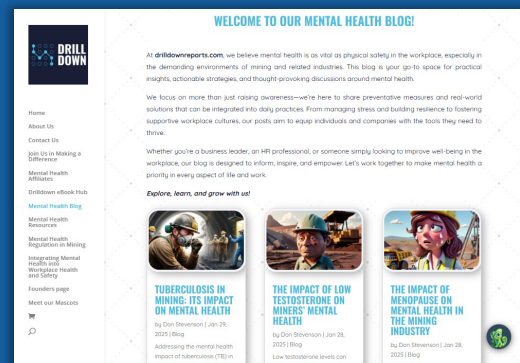 DRILL
DOWN
Home
About Us
Contact Us
Join Us in Making a
Difference
Mental Health
Affiliates
Drilldown eBook Hub
Mental Health Blog
Mental Health
Resources
Mental Health
Regulation in Mining
Integrating Mental
Health into
Workplace Health
and Safety
Founders page
Meet our Mascots
WELCOME TO OUR MENTAL HEALTH BLOG!
At drilldownreports.com, we believe mental health is as vital as physical safety in the workplace, especially in
the demanding environments of mining and related industries. This blog is your go-to space for practical
insights, actionable strategies, and thought-provoking discussions around mental health.
We focus on more than just raising awareness—we're here to share preventative measures and real-world
solutions that can be integrated into daily practices. From managing stress and building resilience to fostering
supportive workplace cultures, our posts aim to equip individuals and companies with the tools they need to
thrive.
Whether you're a business leader, an HR professional, or someone simply looking to improve well-being in the
workplace, our blog is designed to inform, inspire, and empower. Let's work together to make mental health a
priority in every aspect of life and work.
Explore, learn, and grow with us!
TUBERCULOSIS IN
MINING: ITS IMPACT
ON MENTAL HEALTH
by Don Stevenson | Jan 29,
2025 | Blog
Addressing the mental health
impact of tuberculosis (TB) in
THE IMPACT OF LOW
TESTOSTERONE ON
MINERS' MENTAL
HEALTH
by Don Stevenson | Jan 28,
2025 | Blog
Low testosterone levels can
THE IMPACT OF
MENOPAUSE ON
MENTAL HEALTH IN
THE MINING
INDUSTRY
by Don Stevenson | Jan 28,
2025 | Blog